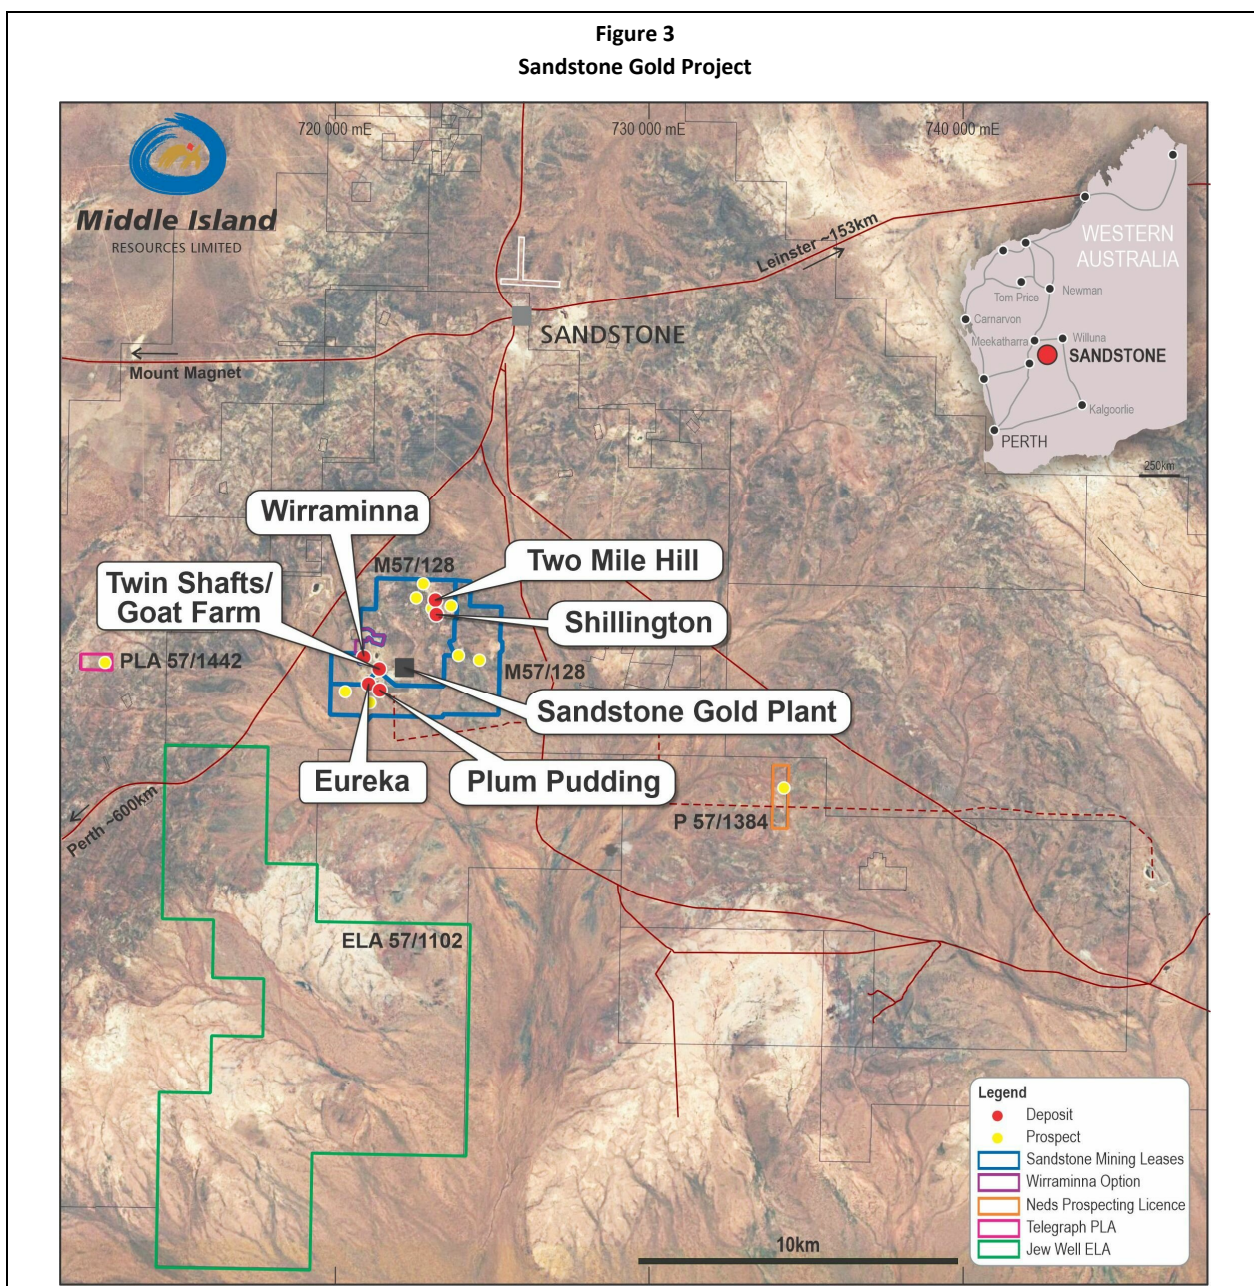 Figure 3
Sandstone Gold Project
720 000 mE
730 000 mE
740 000 mE
Middle Island
RESOURCES LIMITED
Leinster ~153km
WESTERN
AUSTRALIA
Tom Price
Newman
Carnarvon
Meekatharra
Willuna
SANDSTONE
Kalgoorlie
PERTH
250km
SANDSTONE
Mount Magnet
Wirraminna
M57/128
Two Mile Hill
Twin Shafts/
Goat Farm
Shillington
PLA 57/1442
M57/128
Sandstone Gold Plant
Eureka
Plum Pudding
Perth ~600km
P 57/1384
ELA 57/1102
Legend
Deposit
Prospect
Sandstone Mining Leases
Wirraminna Option
Neds Prospecting Licence
Telegraph PLA
Jew Well ELA
10km